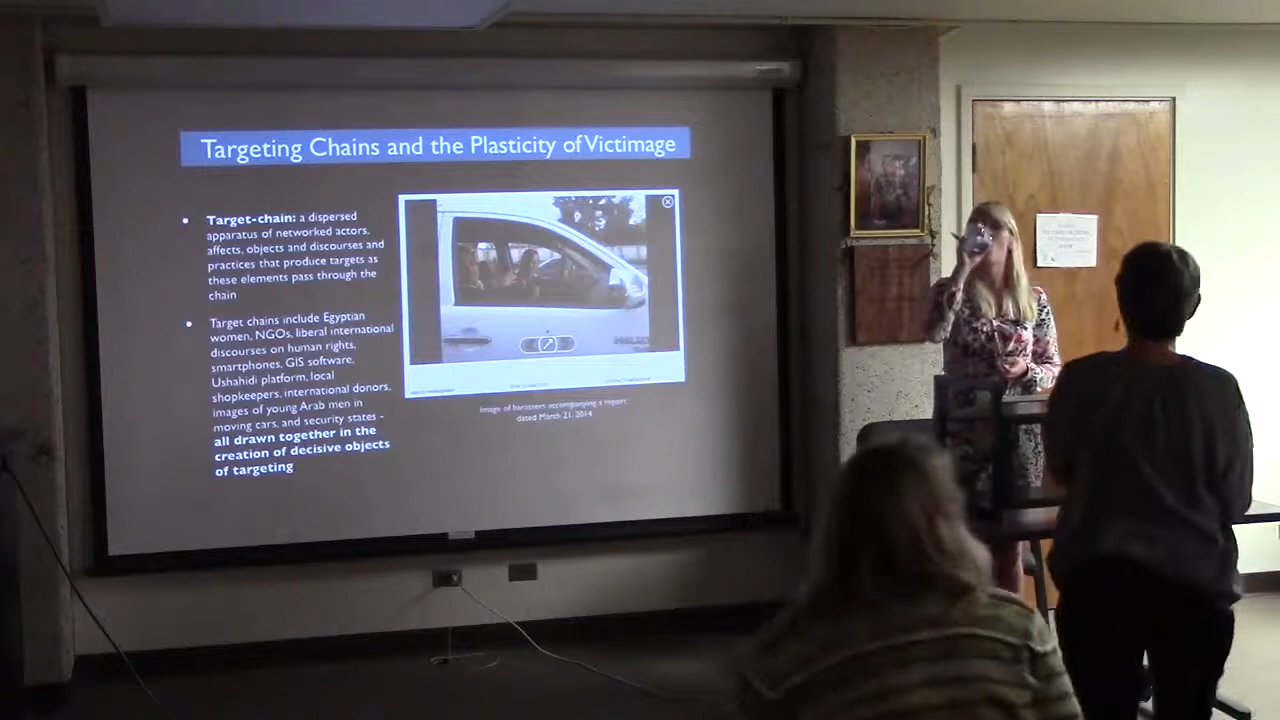 Targeting Chains and the Plasticity of Victimage
Target-chain: a dispersed
apparatus of networked actors,
affects, objects and discourses and
practices that produce targets as
these elements pass through the
chain
Target chains include Egyptian
women, NGOs, liberal international
discourses on human rights,
smartphones, GIS software,
Ushahidi platform, local
shopkeepers, international donors,
images of young Arab men in
moving cars, and security states -
all drawn together in the
creation of decisive objects
of targeting
Image of harassers accompanying a report
dated March 21, 2014